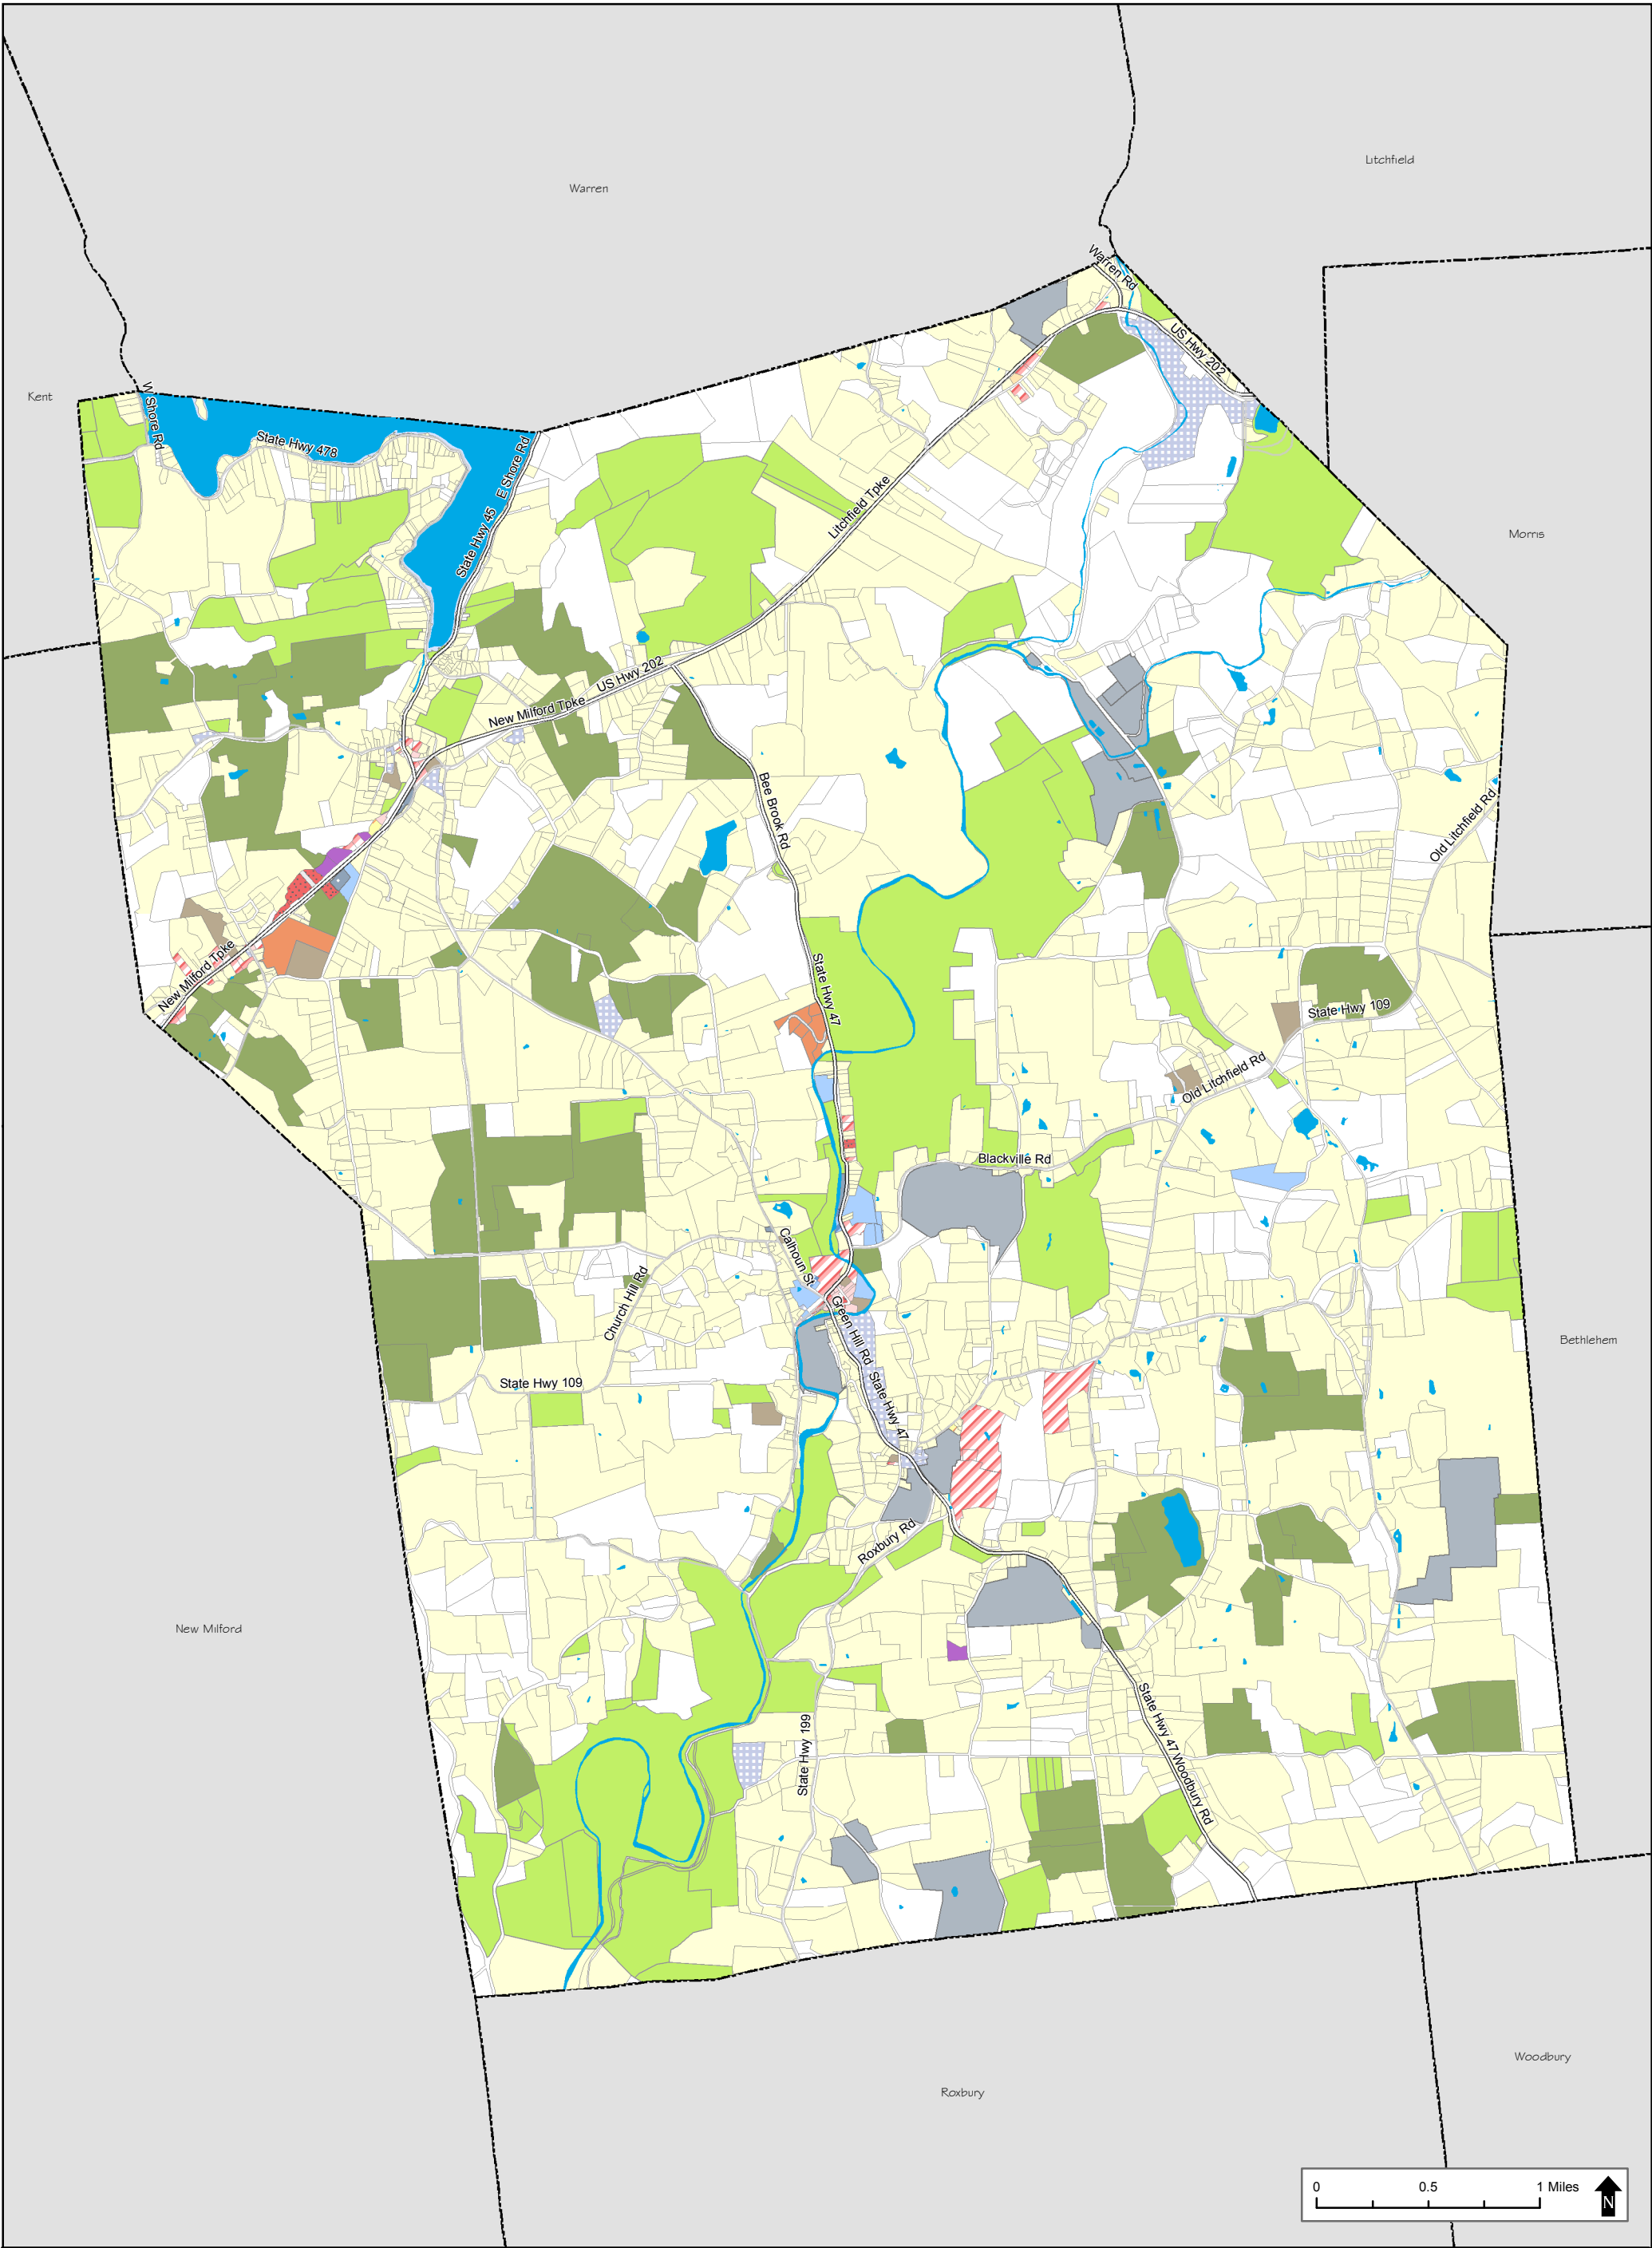 Litchfield
Warren
Warren Rd
US Hwy 202
Kent
W Shore Rd
State Hwy 478
E Shore Rd
State Hwy 45
Litchfield Tpke
Morris
US Hwy 202
New Milford Tpke
Bee Brook Rd
Old Litchfield Rd
New Milford Tpke
State Hwy 47
State Hwy 109
Old Litchfield Rd
Blackville Rd
Calhoun St
Church Hill Rd
Green Hill Rd
State Hwy 47
Bethlehem
State Hwy 109
Roxbury Rd
New Milford
State Hwy 199
State Hwy 47
Woodbury Rd
Woodbury
Roxbury
0 0.5 1 Miles
N